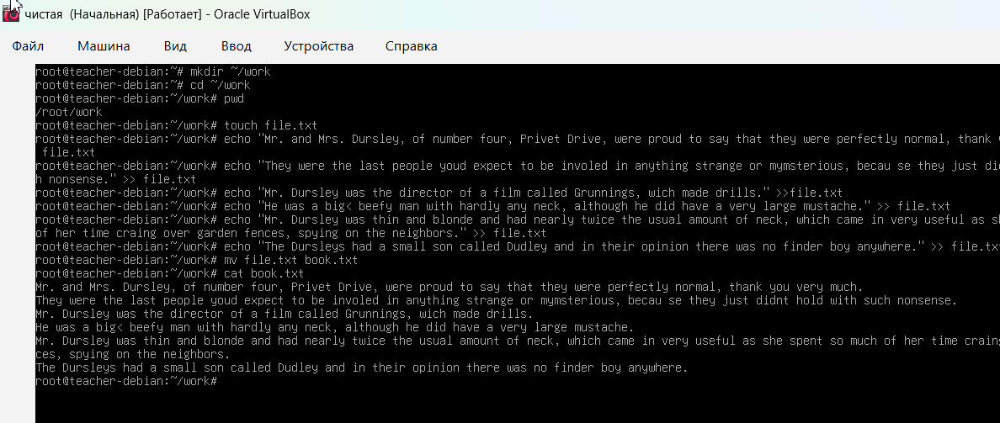 чистая (Начальная) [Работает] - Oracle VirtualBox
Файл Машина Вид Ввод Устройства Справка
root@teacher-debian:~# mkdir ~/work
root@teacher-debian:~# cd ~/work
root@teacher-debian:~/work# pwd
/root/work
root@teacher-debian:~/work# touch file.txt
root@teacher-debian:~/work# echo "Mr. and Mrs. Dursley, of number four, Privet Drive, were proud to say that they were perfectly normal, thank
file.txt
root@teacher-debian:~/work# echo "They were the last people youd expect to be involed in anything strange or mymsterious, becau se they just
h nonsense." >> file.txt
root@teacher-debian:~/work# echo "Mr. Dursley was the director of a film called Grunnings, wich made drills." >>file.txt
root@teacher-debian:~/work# echo "He was a big< beefy man with hardly any neck, although he did have a very large mustache." >> file.txt
root@teacher-debian:~/work# echo "Mr. Dursley was thin and blonde and had nearly twice the usual amount of neck, which came in very useful as
of her time craing over garden fences, spying on the neighbors." >> file.txt
root@teacher-debian:~/work# echo "The Dursleys had a small son called Dudley and in their opinion there was no finder boy anywhere." >> file.tx
root@teacher-debian:~/work# mv file.txt book.txt
root@teacher-debian:~/work# cat book.txt
Mr. and Mrs. Dursley, of number four, Privet Drive, were proud to say that they were perfectly normal, thank you very much.
They were the last people youd expect to be involed in anything strange or mymsterious, becau se they just didnt hold with such nonsense.
Mr. Dursley was the director of a film called Grunnings, wich made drills.
He was a big< beefy man with hardly any neck, although he did have a very large mustache.
Mr. Dursley was thin and blonde and had nearly twice the usual amount of neck, which came in very useful as she spent so much of her time craing
ces, spying on the neighbors.
The Dursleys had a small son called Dudley and in their opinion there was no finder boy anywhere.
root@teacher-debian:~/work#